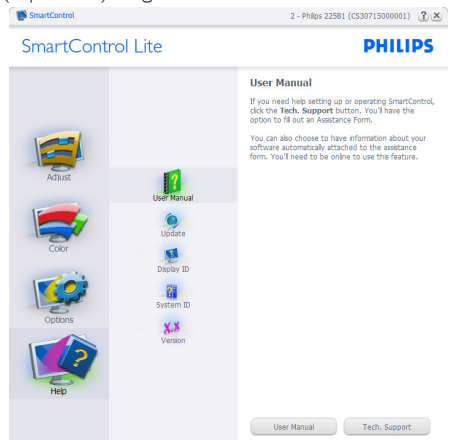 SmartControl
2 - Philips 225B1 (CS30715000001)
SmartControl Lite
PHILIPS
Adjust
Color
Options
Help
User Manual
Update
Display ID
System ID
Version
User Manual
If you need help setting up or operating SmartControl,
click the Tech. Support button. You'll have the
option to fill out an Assistance Form.
You can also choose to have information about your
software automatically attached to the assistance
form. You'll need to be online to use this feature.
User Manual
Tech. Support